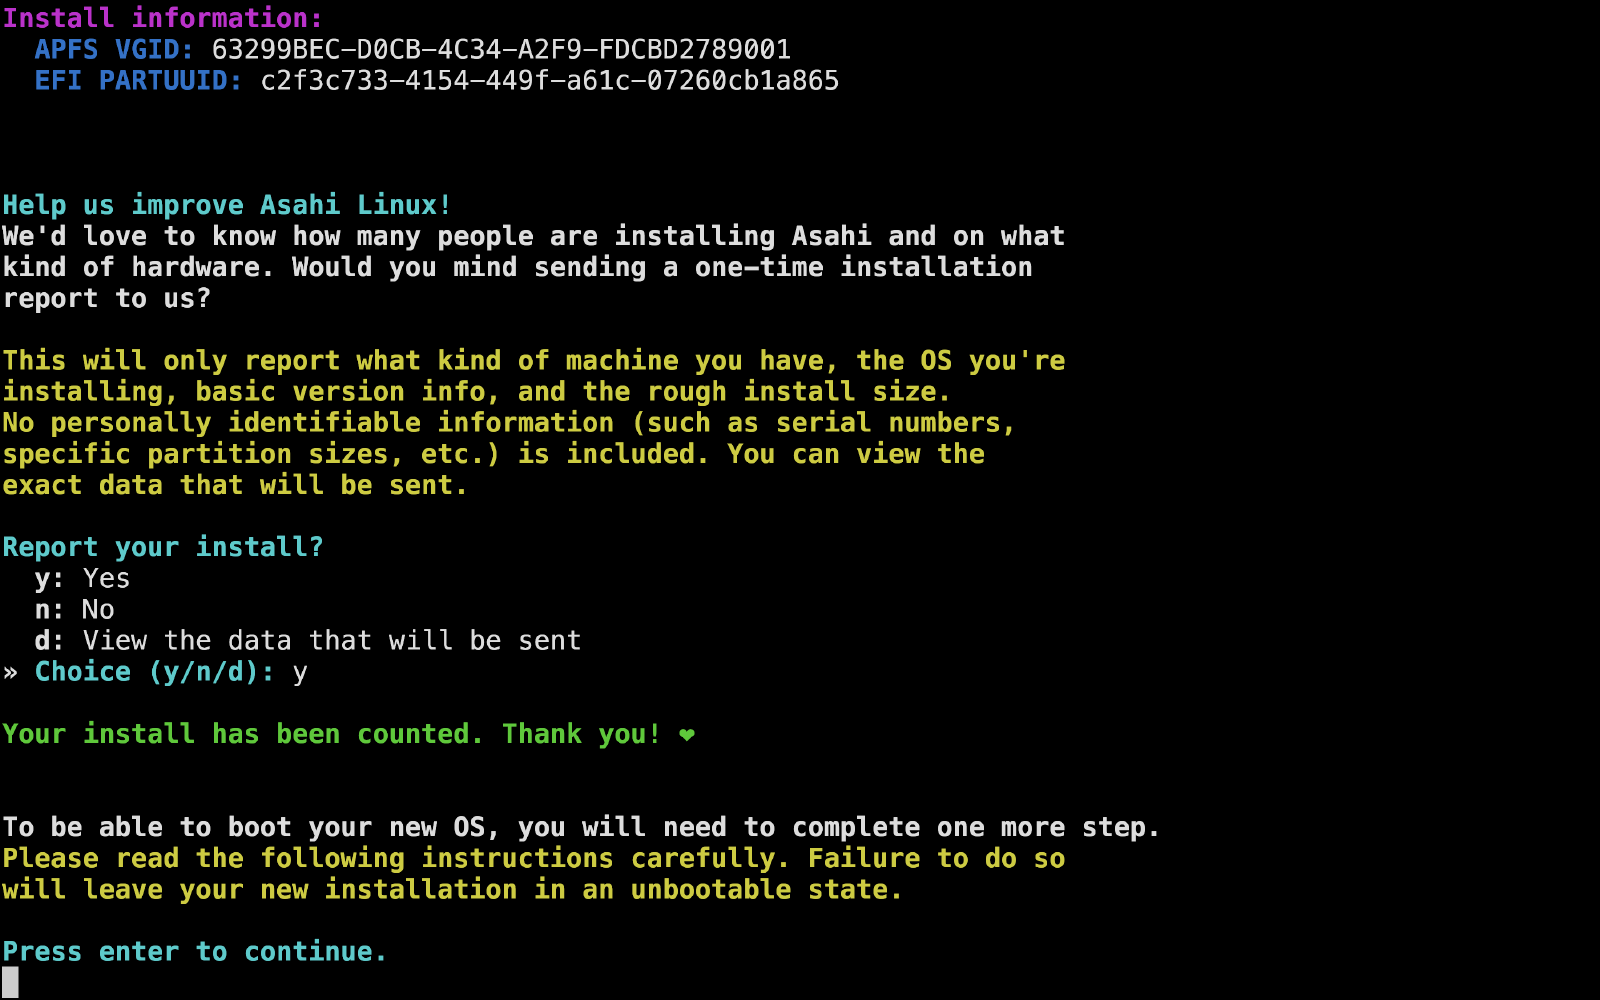 Install information:
APFS VGID: 63299BEC-D0CB-4C34-A2F9-FDCBD2789001
EFI PARTUUID: c2f3c733-4154-449f-a61c-07260cb1a865
Help us improve Asahi Linux!
We'd love to know how many people are installing Asahi and on what
kind of hardware. Would you mind sending a one-time installation
report to us?
This will only report what kind of machine you have, the OS you're
installing, basic version info, and the rough install size.
No personally identifiable information (such as serial numbers,
specific partition sizes, etc.) is included. You can view the
exact data that will be sent.
Report your install?
y: Yes
n: No
d: View the data that will be sent
» Choice (y/n/d): y
Your install has been counted. Thank you! ❤
To be able to boot your new OS, you will need to complete one more step.
Please read the following instructions carefully. Failure to do so
will leave your new installation in an unbootable state.
Press enter to continue.